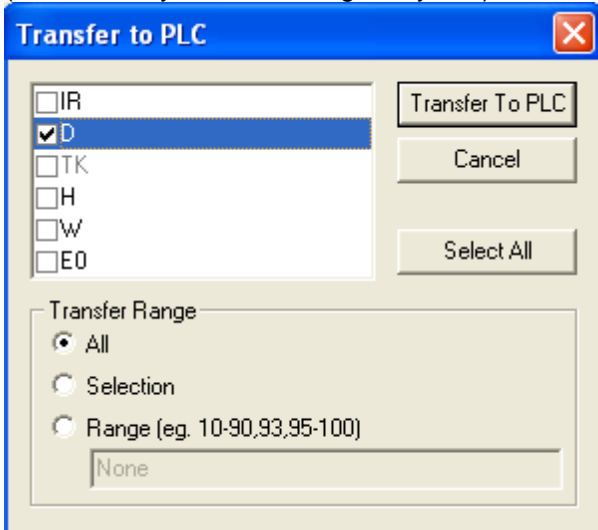 Transfer to PLC
IR
D
TK
H
W
E0
Transfer To PLC
Cancel
Select All
Transfer Range
All
Selection
Range (eg. 10-90,93,95-100)
None